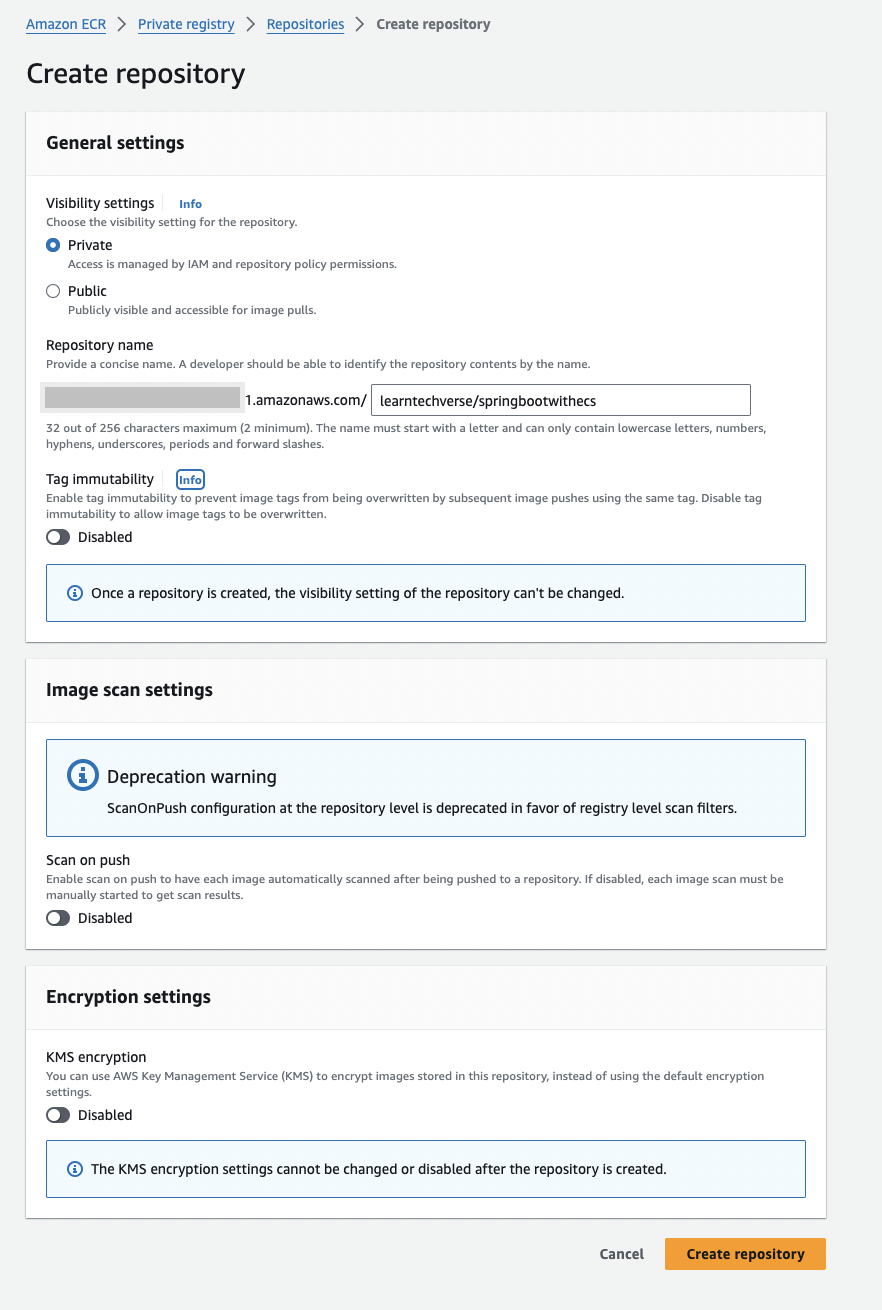 Amazon ECR > Private registry > Repositories > Create repository
Create repository
General settings
Visibility settings Info
Choose the visibility setting for the repository.
Private
Access is managed by IAM and repository policy permissions.
Public
Publicly visible and accessible for image pulls.
Repository name
Provide a concise name. A developer should be able to identify the repository contents by the name.
1.amazonaws.com/ learntechverse/springbootwithecs
32 out of 256 characters maximum (2 minimum). The name must start with a letter and can only contain lowercase letters, numbers,
hyphens, underscores, periods and forward slashes.
Tag immutability Info
Enable tag immutability to prevent image tags from being overwritten by subsequent image pushes using the same tag. Disable tag
immutability to allow image tags to be overwritten.
Disabled
Once a repository is created, the visibility setting of the repository can't be changed.
Image scan settings
Deprecation warning
ScanOnPush configuration at the repository level is deprecated in favor of registry level scan filters.
Scan on push
Enable scan on push to have each image automatically scanned after being pushed to a repository. If disabled, each image scan must be
manually started to get scan results.
Disabled
Encryption settings
KMS encryption
You can use AWS Key Management Service (KMS) to encrypt images stored in this repository, instead of using the default encryption
settings.
Disabled
The KMS encryption settings cannot be changed or disabled after the repository is created.
Cancel Create repository